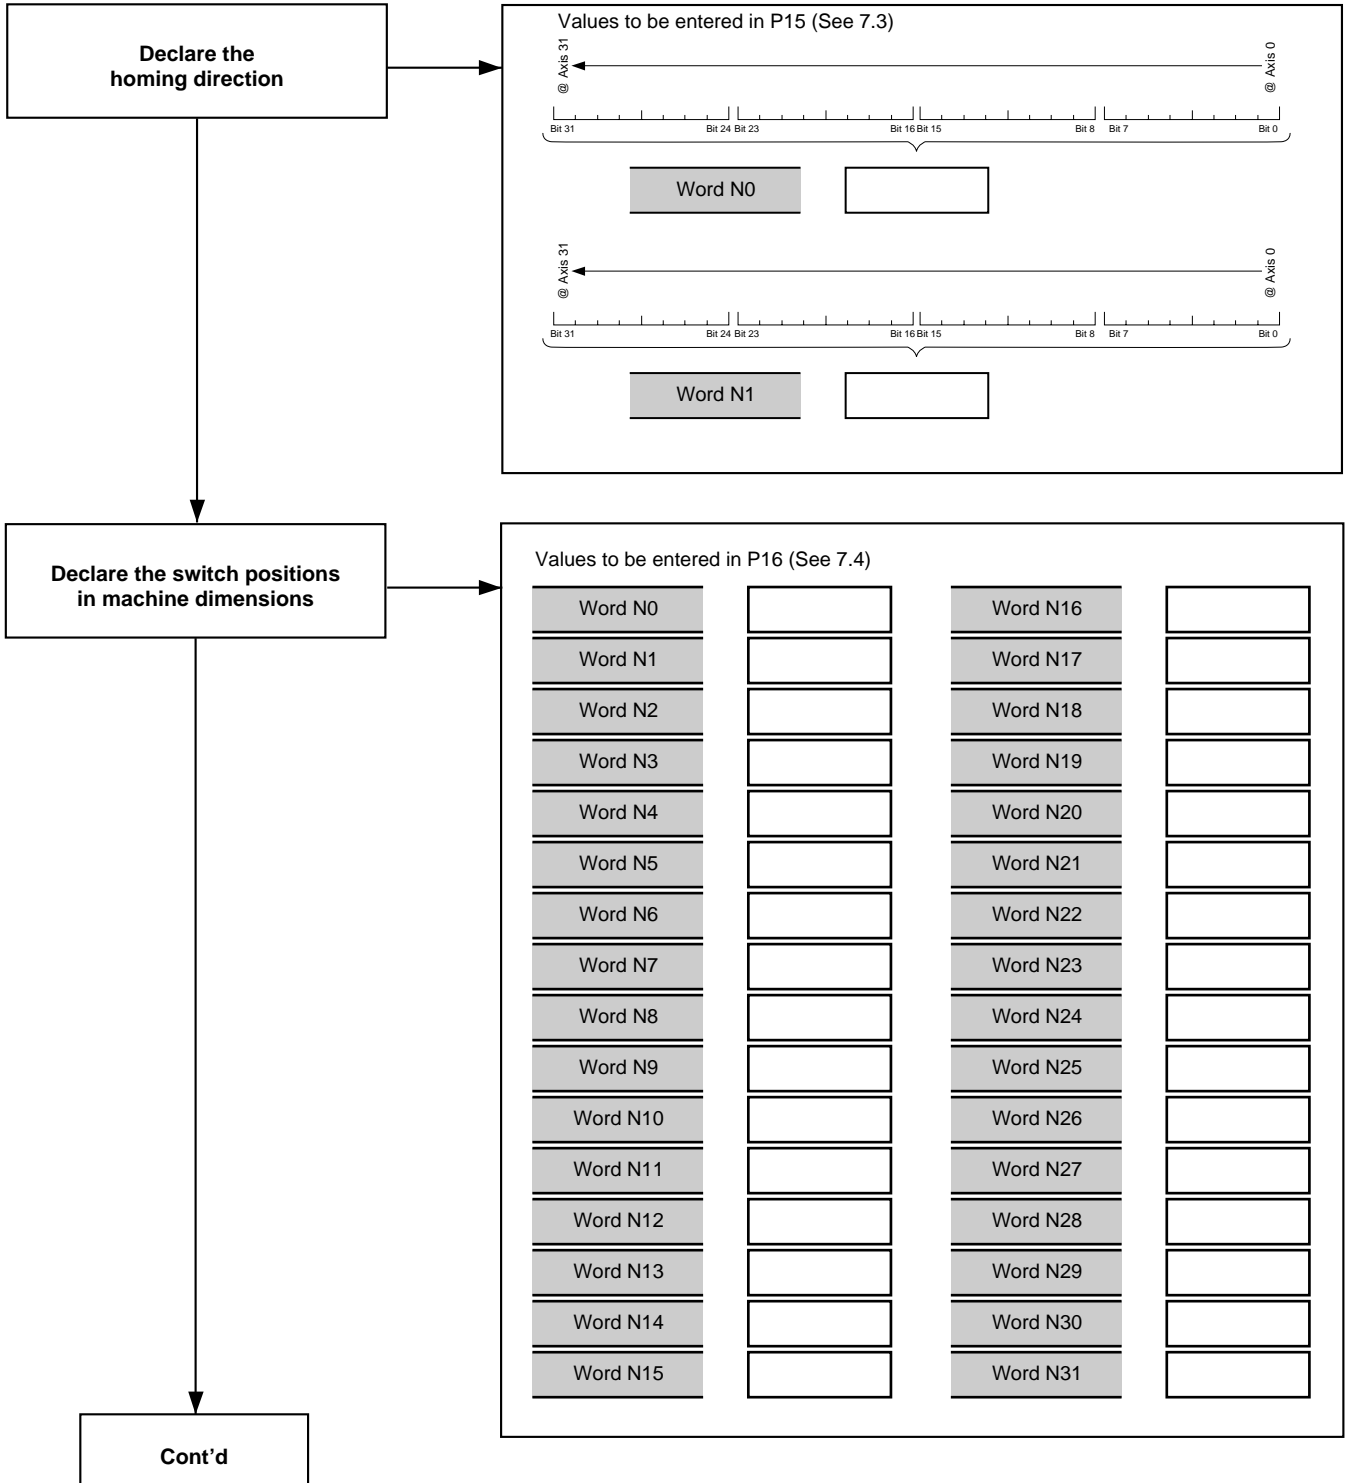 Declare the
homing direction
Values to be entered in P15 (See 7.3)
@ Axis 31
@ Axis 0
Bit 31 Bit 24 Bit 23 Bit 16 Bit 15 Bit 8 Bit 7 Bit 0
Word N0
@ Axis 31
@ Axis 0
Bit 31 Bit 24 Bit 23 Bit 16 Bit 15 Bit 8 Bit 7 Bit 0
Word N1
Declare the switch positions
in machine dimensions
Values to be entered in P16 (See 7.4)
Word N0 Word N16
Word N1 Word N17
Word N2 Word N18
Word N3 Word N19
Word N4 Word N20
Word N5 Word N21
Word N6 Word N22
Word N7 Word N23
Word N8 Word N24
Word N9 Word N25
Word N10 Word N26
Word N11 Word N27
Word N12 Word N28
Word N13 Word N29
Word N14 Word N30
Word N15 Word N31
Cont’d